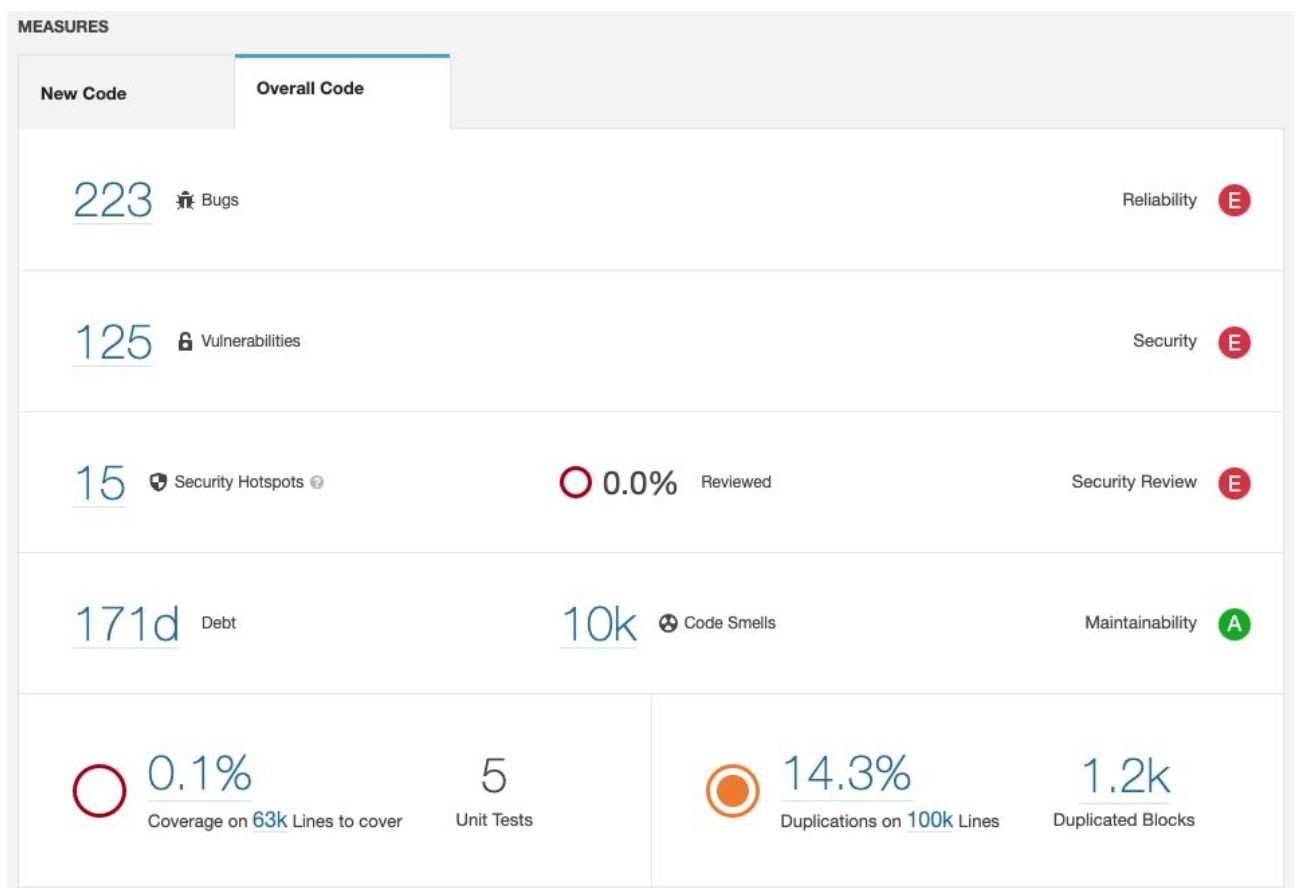 MEASURES
New Code
Overall Code
223 Bugs Reliability E
125 Vulnerabilities Security E
15 Security Hotspots ? 0.0% Reviewed Security Review E
171d Debt 10k Code Smells Maintainability A
0.1% 5 14.3% 1.2k
Coverage on 63k Lines to cover Unit Tests Duplications on 100k Lines Duplicated Blocks